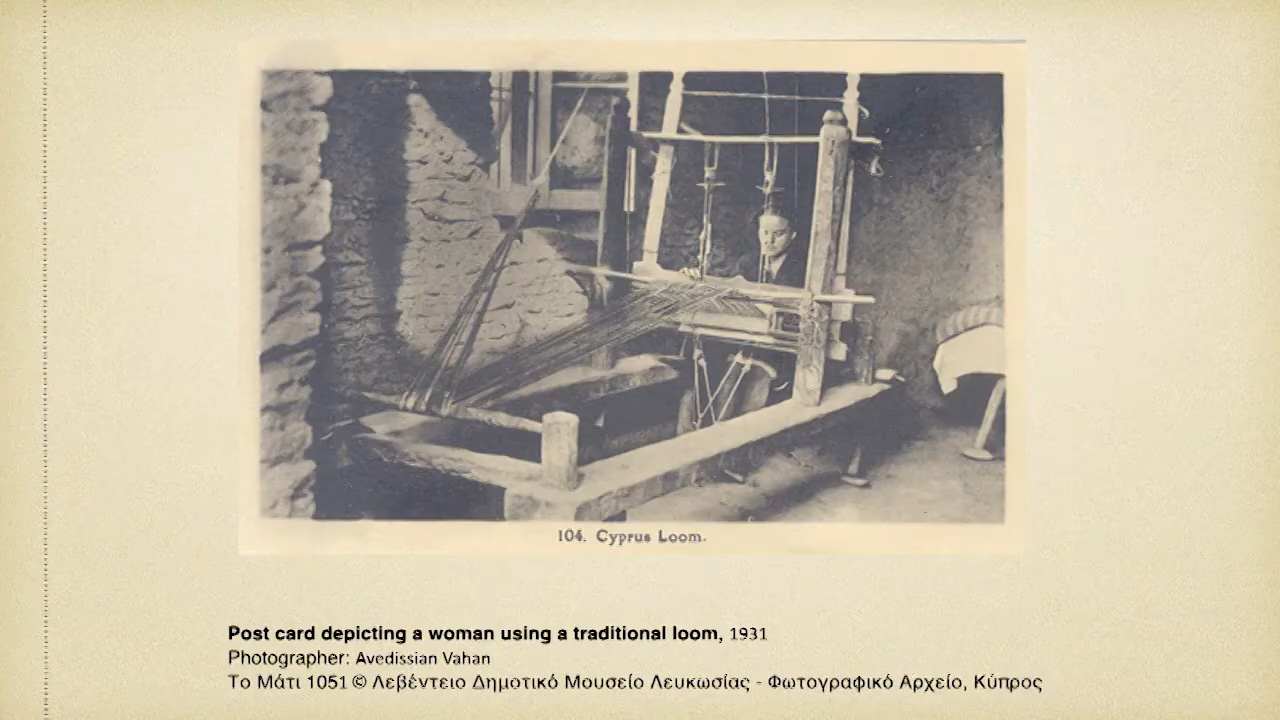 104. Cyprus Loom.
Post card depicting a woman using a traditional loom, 1931
Photographer: Avedissian Vahan
Το Μάτι 1051 © Λεβέντειο Δημοτικό Μουσείο Λευκωσίας - Φωτογραφικό Αρχείο, Κύπρος